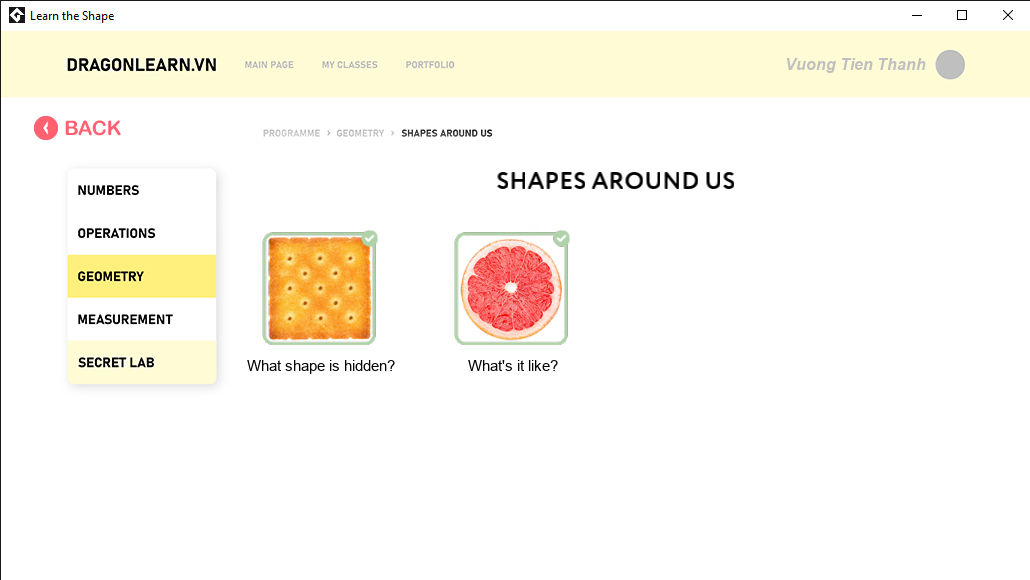 Learn the Shape
DRAGONLEARN.VN MAIN PAGE MY CLASSES PORTFOLIO Vuong Tien Thanh
BACK
PROGRAMME > GEOMETRY > SHAPES AROUND US
NUMBERS
OPERATIONS
GEOMETRY
MEASUREMENT
SECRET LAB
SHAPES AROUND US
What shape is hidden? What's it like?